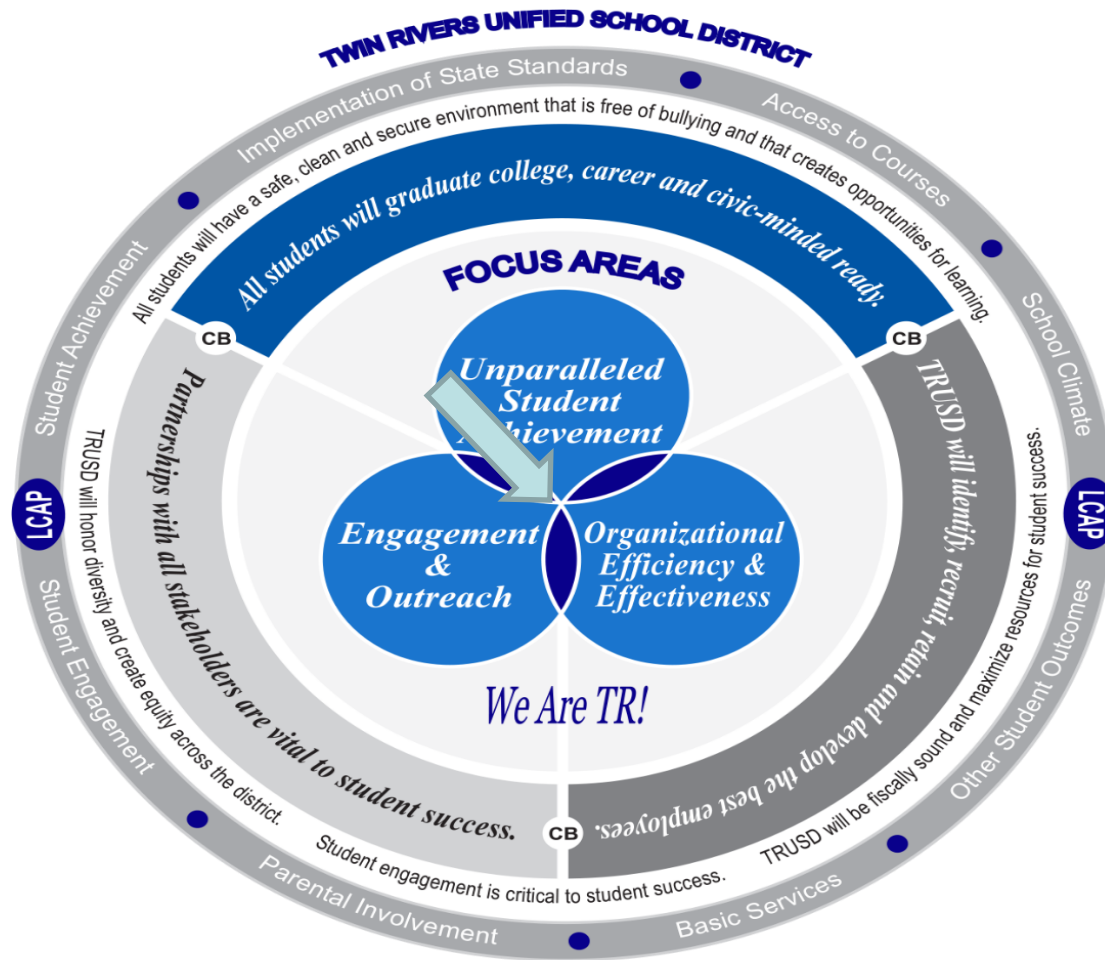 TWIN RIVERS UNIFIED SCHOOL DISTRICT
Implementation of State Standards
Access to Courses
School Climate
LCAP
Other Student Outcomes
Basic Services
Parental Involvement
Student Engagement
LCAP
Student Achievement
All students will have a safe, clean and secure environment that is free of bullying and that creates opportunities for learning.
TRUSD will be fiscally sound and maximize resources for student success.
Student engagement is critical to student success.
TRUSD will honor diversity and create equity across the district.
All students will graduate college, career and civic-minded ready.
CB
TRUSD will identify, recruit, retain and develop the best employees.
CB
Partnerships with all stakeholders are vital to student success.
CB
FOCUS AREAS
Unparalleled
Student
Engagement
&
Outreach
Organizational
Efficiency &
Effectiveness
We Are TR!